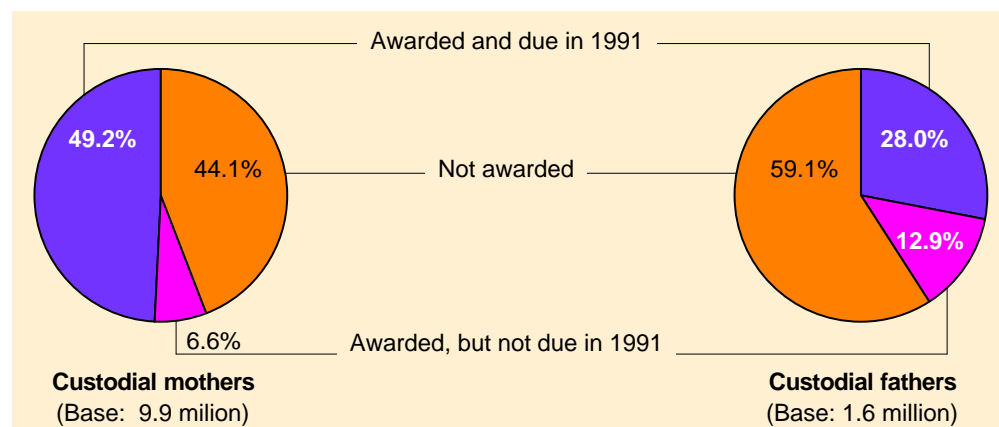 Awarded and due in 1991
49.2%
44.1%
Not awarded
59.1%
28.0%
12.9%
6.6%
Awarded, but not due in 1991
Custodial mothers
(Base:  9.9 milion)
Custodial fathers
(Base: 1.6 million)